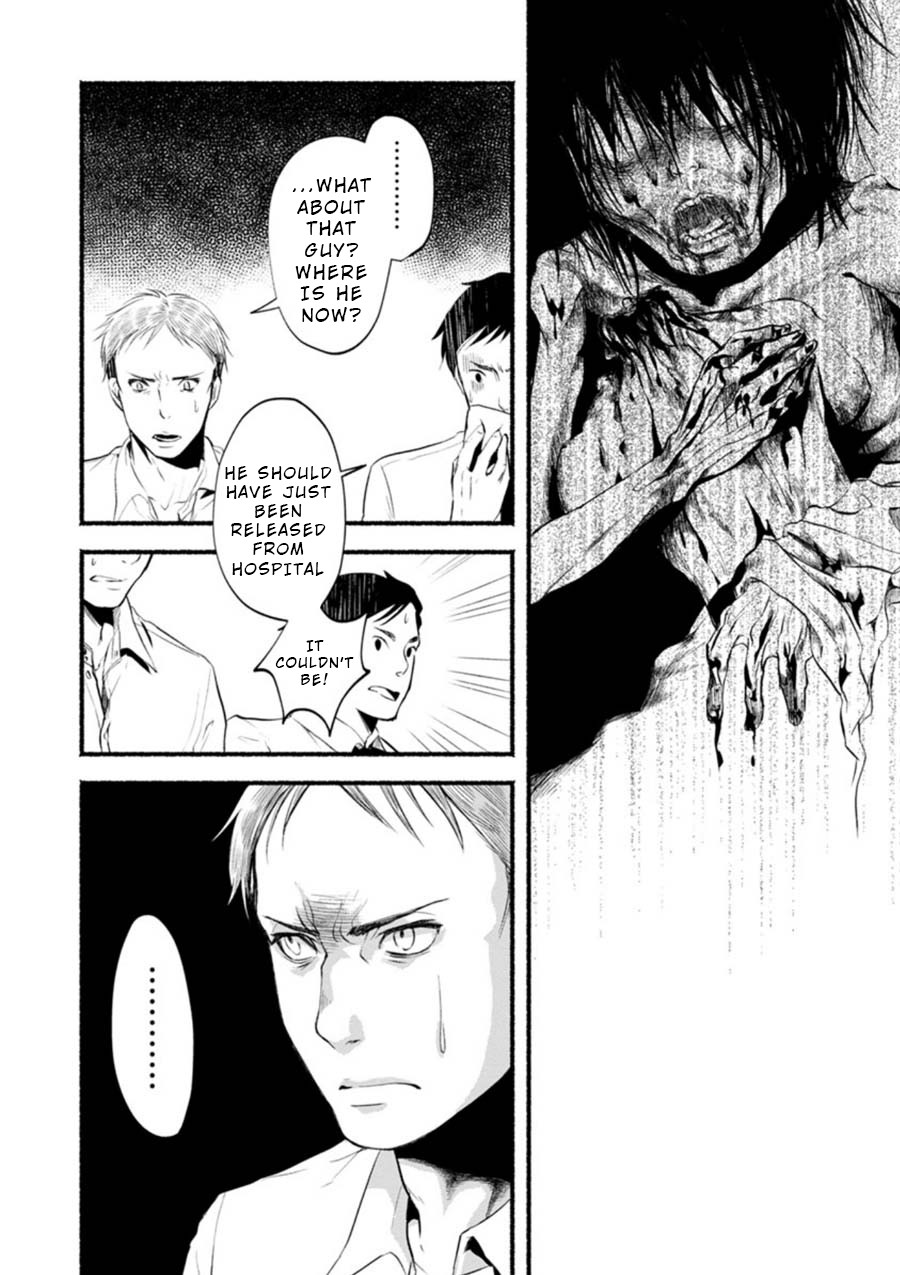 .........
...WHAT
ABOUT
THAT
GUY?
WHERE
IS HE
NOW?
HE SHOULD
HAVE JUST
BEEN
RELEASED
FROM
HOSPITAL
IT
COULDN'T
BE!
.........